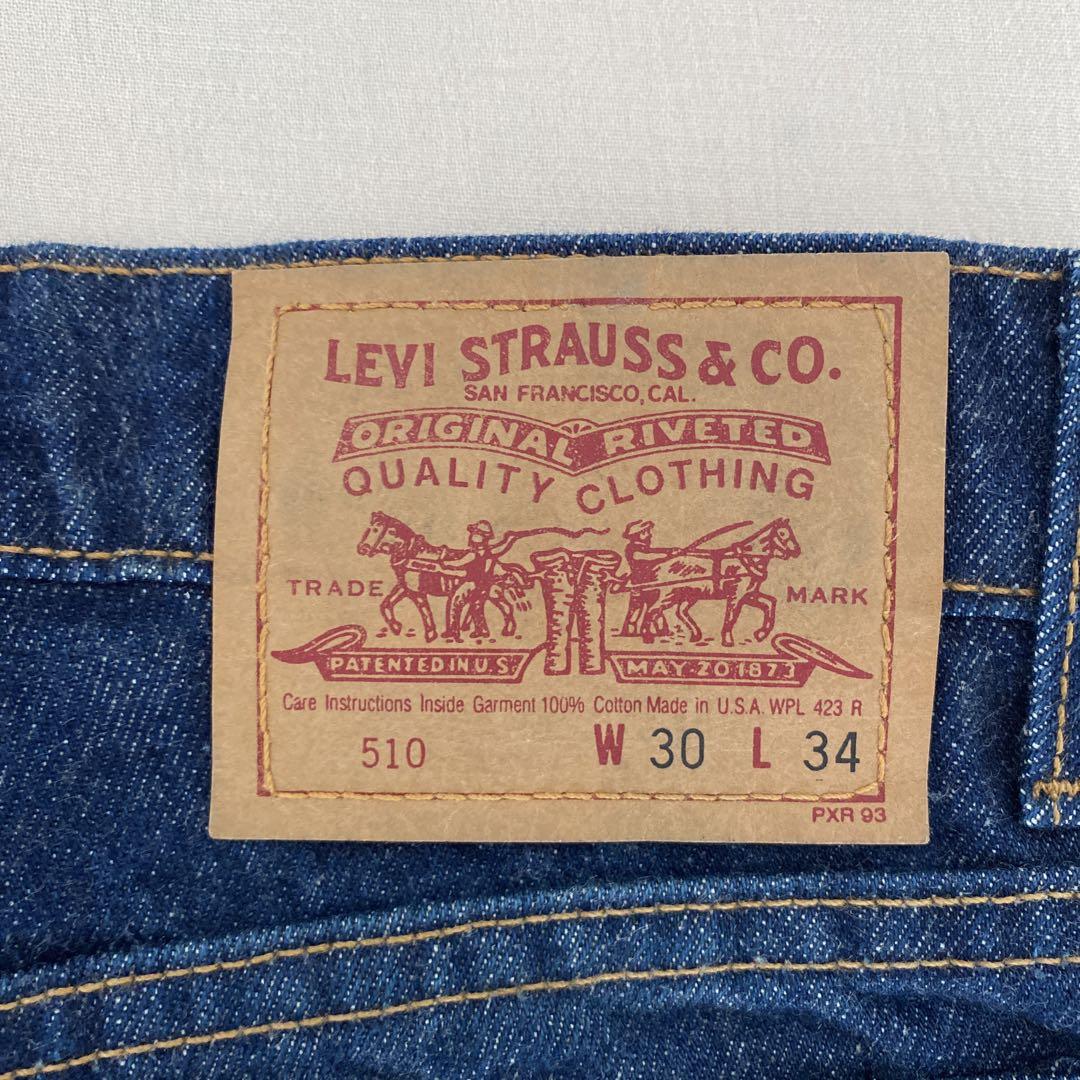 LEVI STRAUSS & CO.
SAN FRANCISCO, CAL.
ORIGINAL RIVETED
QUALITY CLOTHING
TRADE MARK
PATENTED IN U.S. MAY 20 1873
Care Instructions Inside Garment 100% Cotton Made in U.S.A. WPL 423 R
510 W 30 L 34
PXR 93